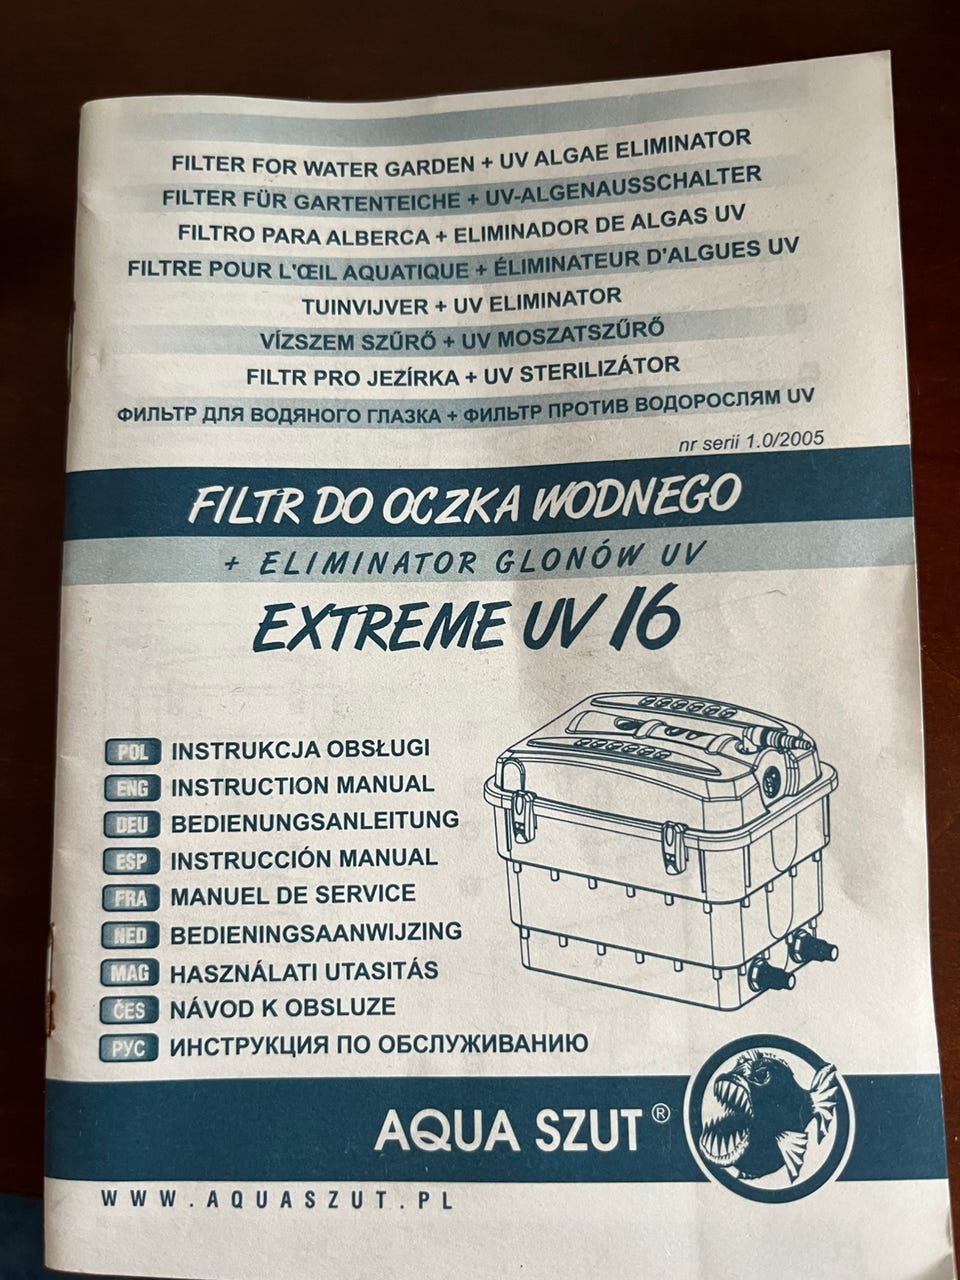 FILTER FOR WATER GARDEN + UV ALGAE ELIMINATOR
FILTER FÜR GARTENTEICHE + UV-ALGENAUSSCHALTER
FILTRO PARA ALBERCA + ELIMINADOR DE ALGAS UV
FILTRE POUR L'ŒIL AQUATIQUE + ÉLIMINATEUR D'ALGUES UV
TUINVIJVER + UV ELIMINATOR
VÍZSZEM SZŰRŐ + UV MOSZATSZŰRŐ
FILTR PRO JEZÍRKA + UV STERILIZÁTOR
ФИЛЬТР ДЛЯ ВОДЯНОГО ГЛАЗКА + ФИЛЬТР ПРОТИВ ВОДОРОСЛЯМ UV
nr serii 1.0/2005
FILTR DO OCZKA WODNEGO
+ ELIMINATOR GLONÓW UV
EXTREME UV 16
POL INSTRUKCJA OBSŁUGI
ENG INSTRUCTION MANUAL
DEU BEDIENUNGSANLEITUNG
ESP INSTRUCCIÓN MANUAL
FRA MANUEL DE SERVICE
NED BEDIENINGSAANWIJZING
MAG HASZNÁLATI UTASITÁS
ČES NÁVOD K OBSLUZE
РУС ИНСТРУКЦИЯ ПО ОБСЛУЖИВАНИЮ
AQUA SZUT ®
WWW.AQUASZUT.PL